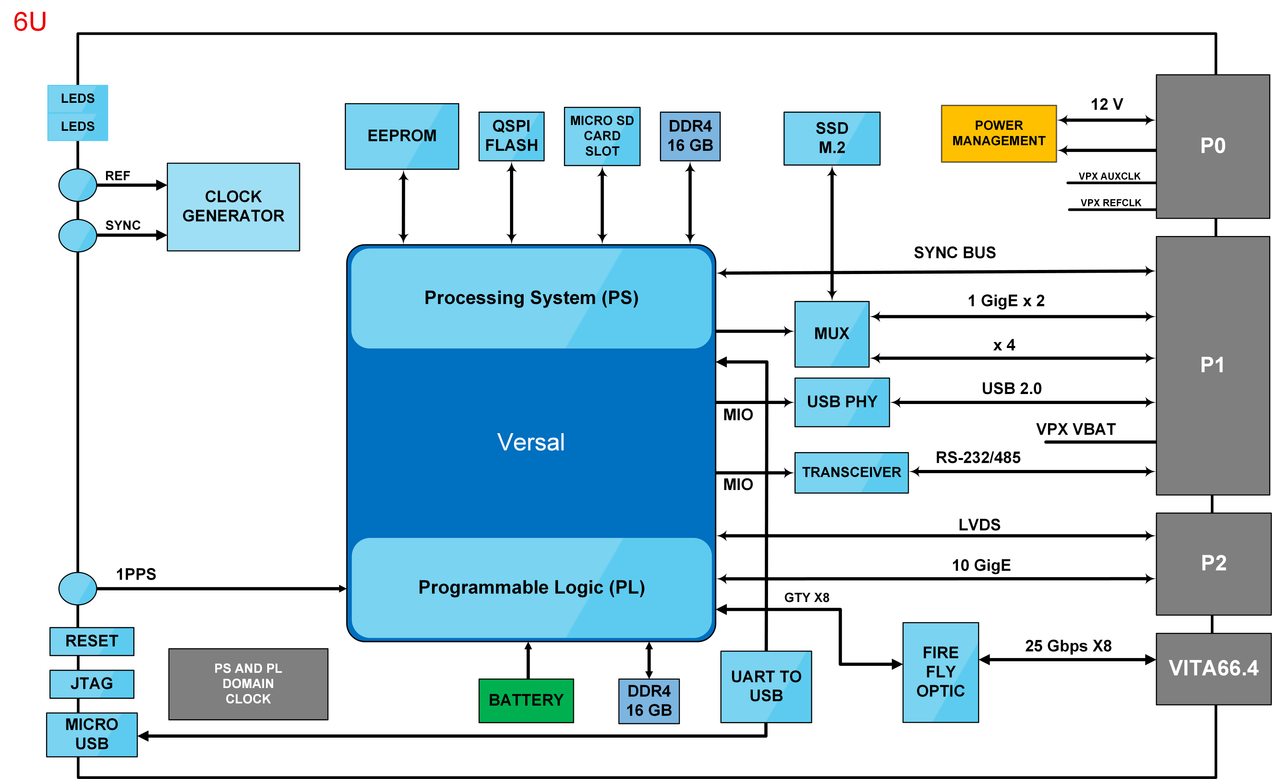 6U
LEDS
LEDS
REF
SYNC
CLOCK
GENERATOR
EEPROM
QSPI
FLASH
MICRO SD
CARD
SLOT
DDR4
16 GB
SSD
M.2
POWER
MANAGEMENT
12 V
VPX AUXCLK
VPX REFCLK
P0
Processing System (PS)
SYNC BUS
1 GigE x 2
MUX
x 4
P1
USB PHY
USB 2.0
MIO
VPX VBAT
Versal
TRANSCEIVER
RS-232/485
MIO
LVDS
P2
10 GigE
Programmable Logic (PL)
1PPS
GTY X8
RESET
JTAG
MICRO
USB
PS AND PL
DOMAIN
CLOCK
BATTERY
DDR4
16 GB
UART TO
USB
FIRE
FLY
OPTIC
25 Gbps X8
VITA66.4